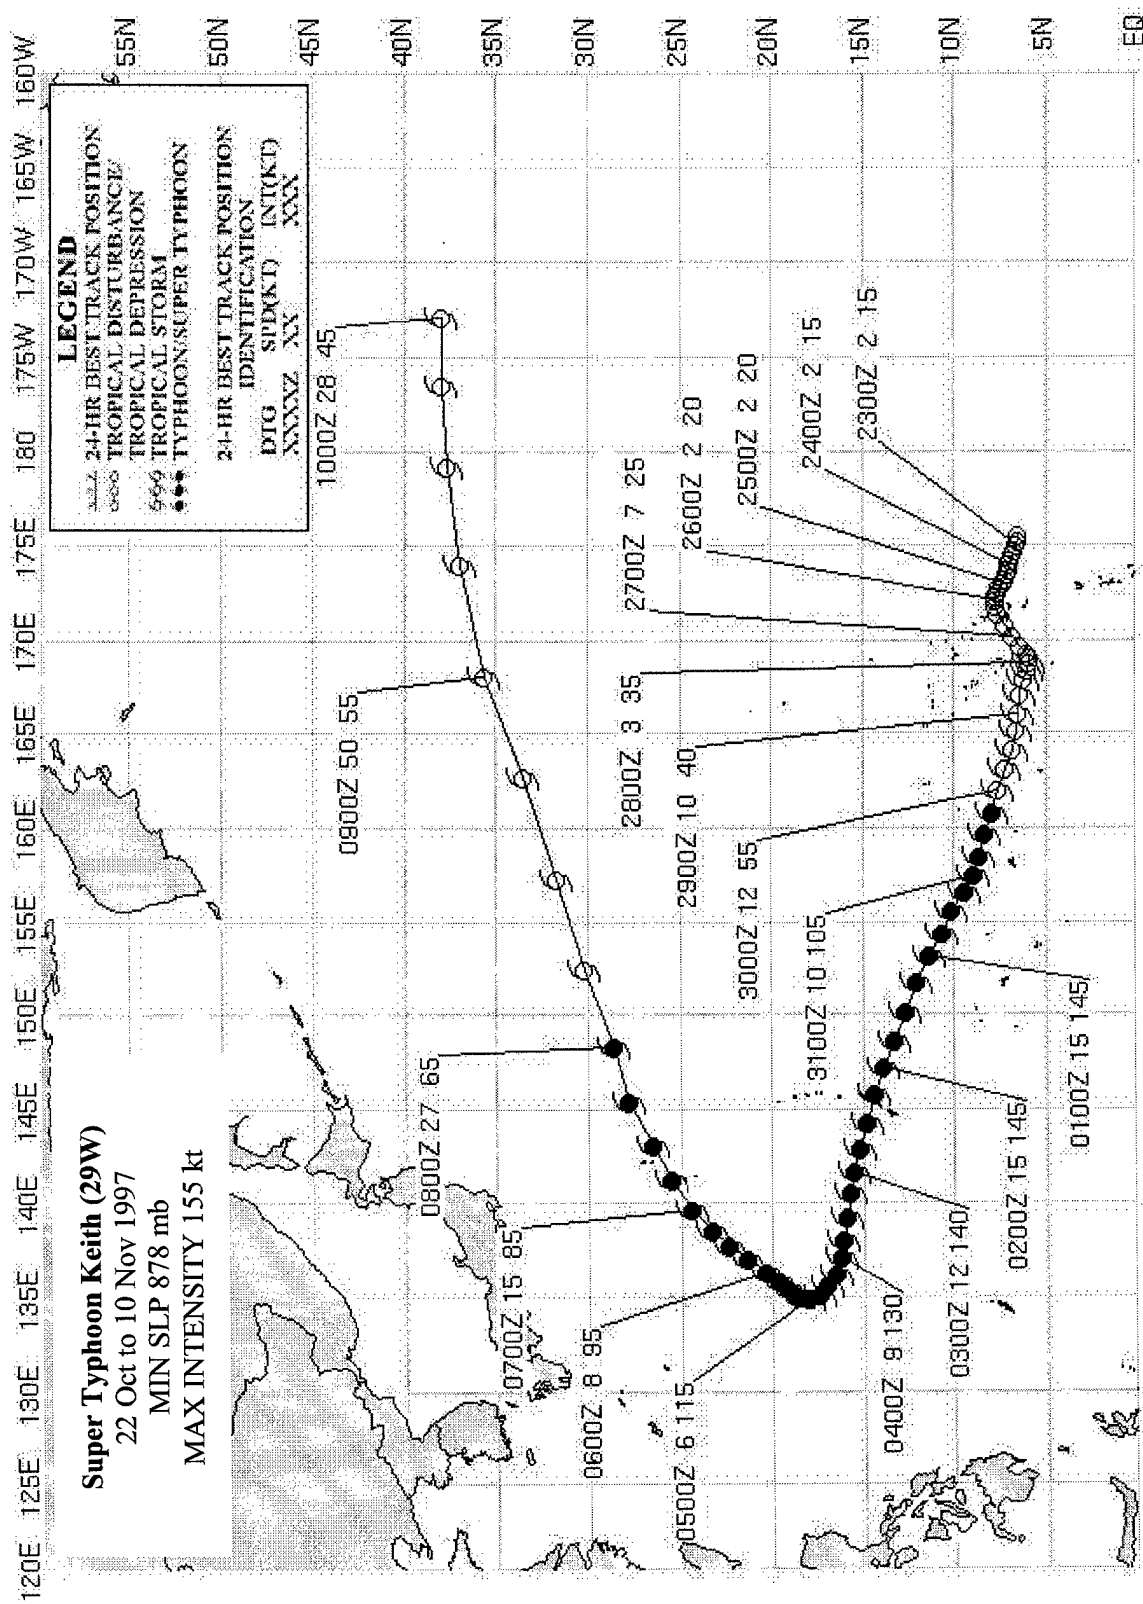 Super Typhoon Keith (29W)
22 Oct to 10 Nov 1997
MIN SLP 878 mb
MAX INTENSITY 155 kt
LEGEND
24-HR BEST TRACK POSITION
TROPICAL DISTURBANCE/
TROPICAL DEPRESSION
TROPICAL STORM
TYPHOON/SUPER TYPHOON
24-HR BEST TRACK POSITION
IDENTIFICATION
DTG SPD(KT) INT(KT)
XXXXZ XX XXX
120E 125E 130E 135E 140E 145E 150E 155E 160E 165E 170E 175E 180 175W 170W 165W 160W
55N
50N
45N
40N
35N
30N
25N
20N
15N
10N
5N
EQ
1000Z 28 45
0900Z 50 55
0800Z 27 65
0700Z 15 85
0600Z 8 95
0500Z 6 115
0400Z 9 130
0300Z 12 140
0200Z 15 145
0100Z 15 145
3100Z 10 105
3000Z 12 55
2900Z 10 40
2800Z 3 35
2700Z 7 25
2600Z 2 20
2500Z 2 20
2400Z 2 15
2300Z 2 15